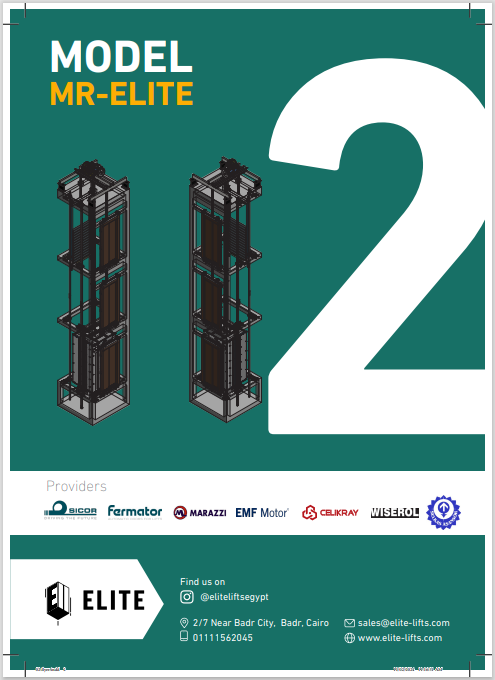 MODEL
MR-ELITE
2
Providers
SICOR
DRIVING THE FUTURE
Fermator
MARAZZI
EMF Motor
CELIKRAY
WISEROL
ELITE
Find us on
@eliteliftsegypt
2/7 Near Badr City, Badr, Cairo
01111562045
sales@elite-lifts.com
www.elite-lifts.com